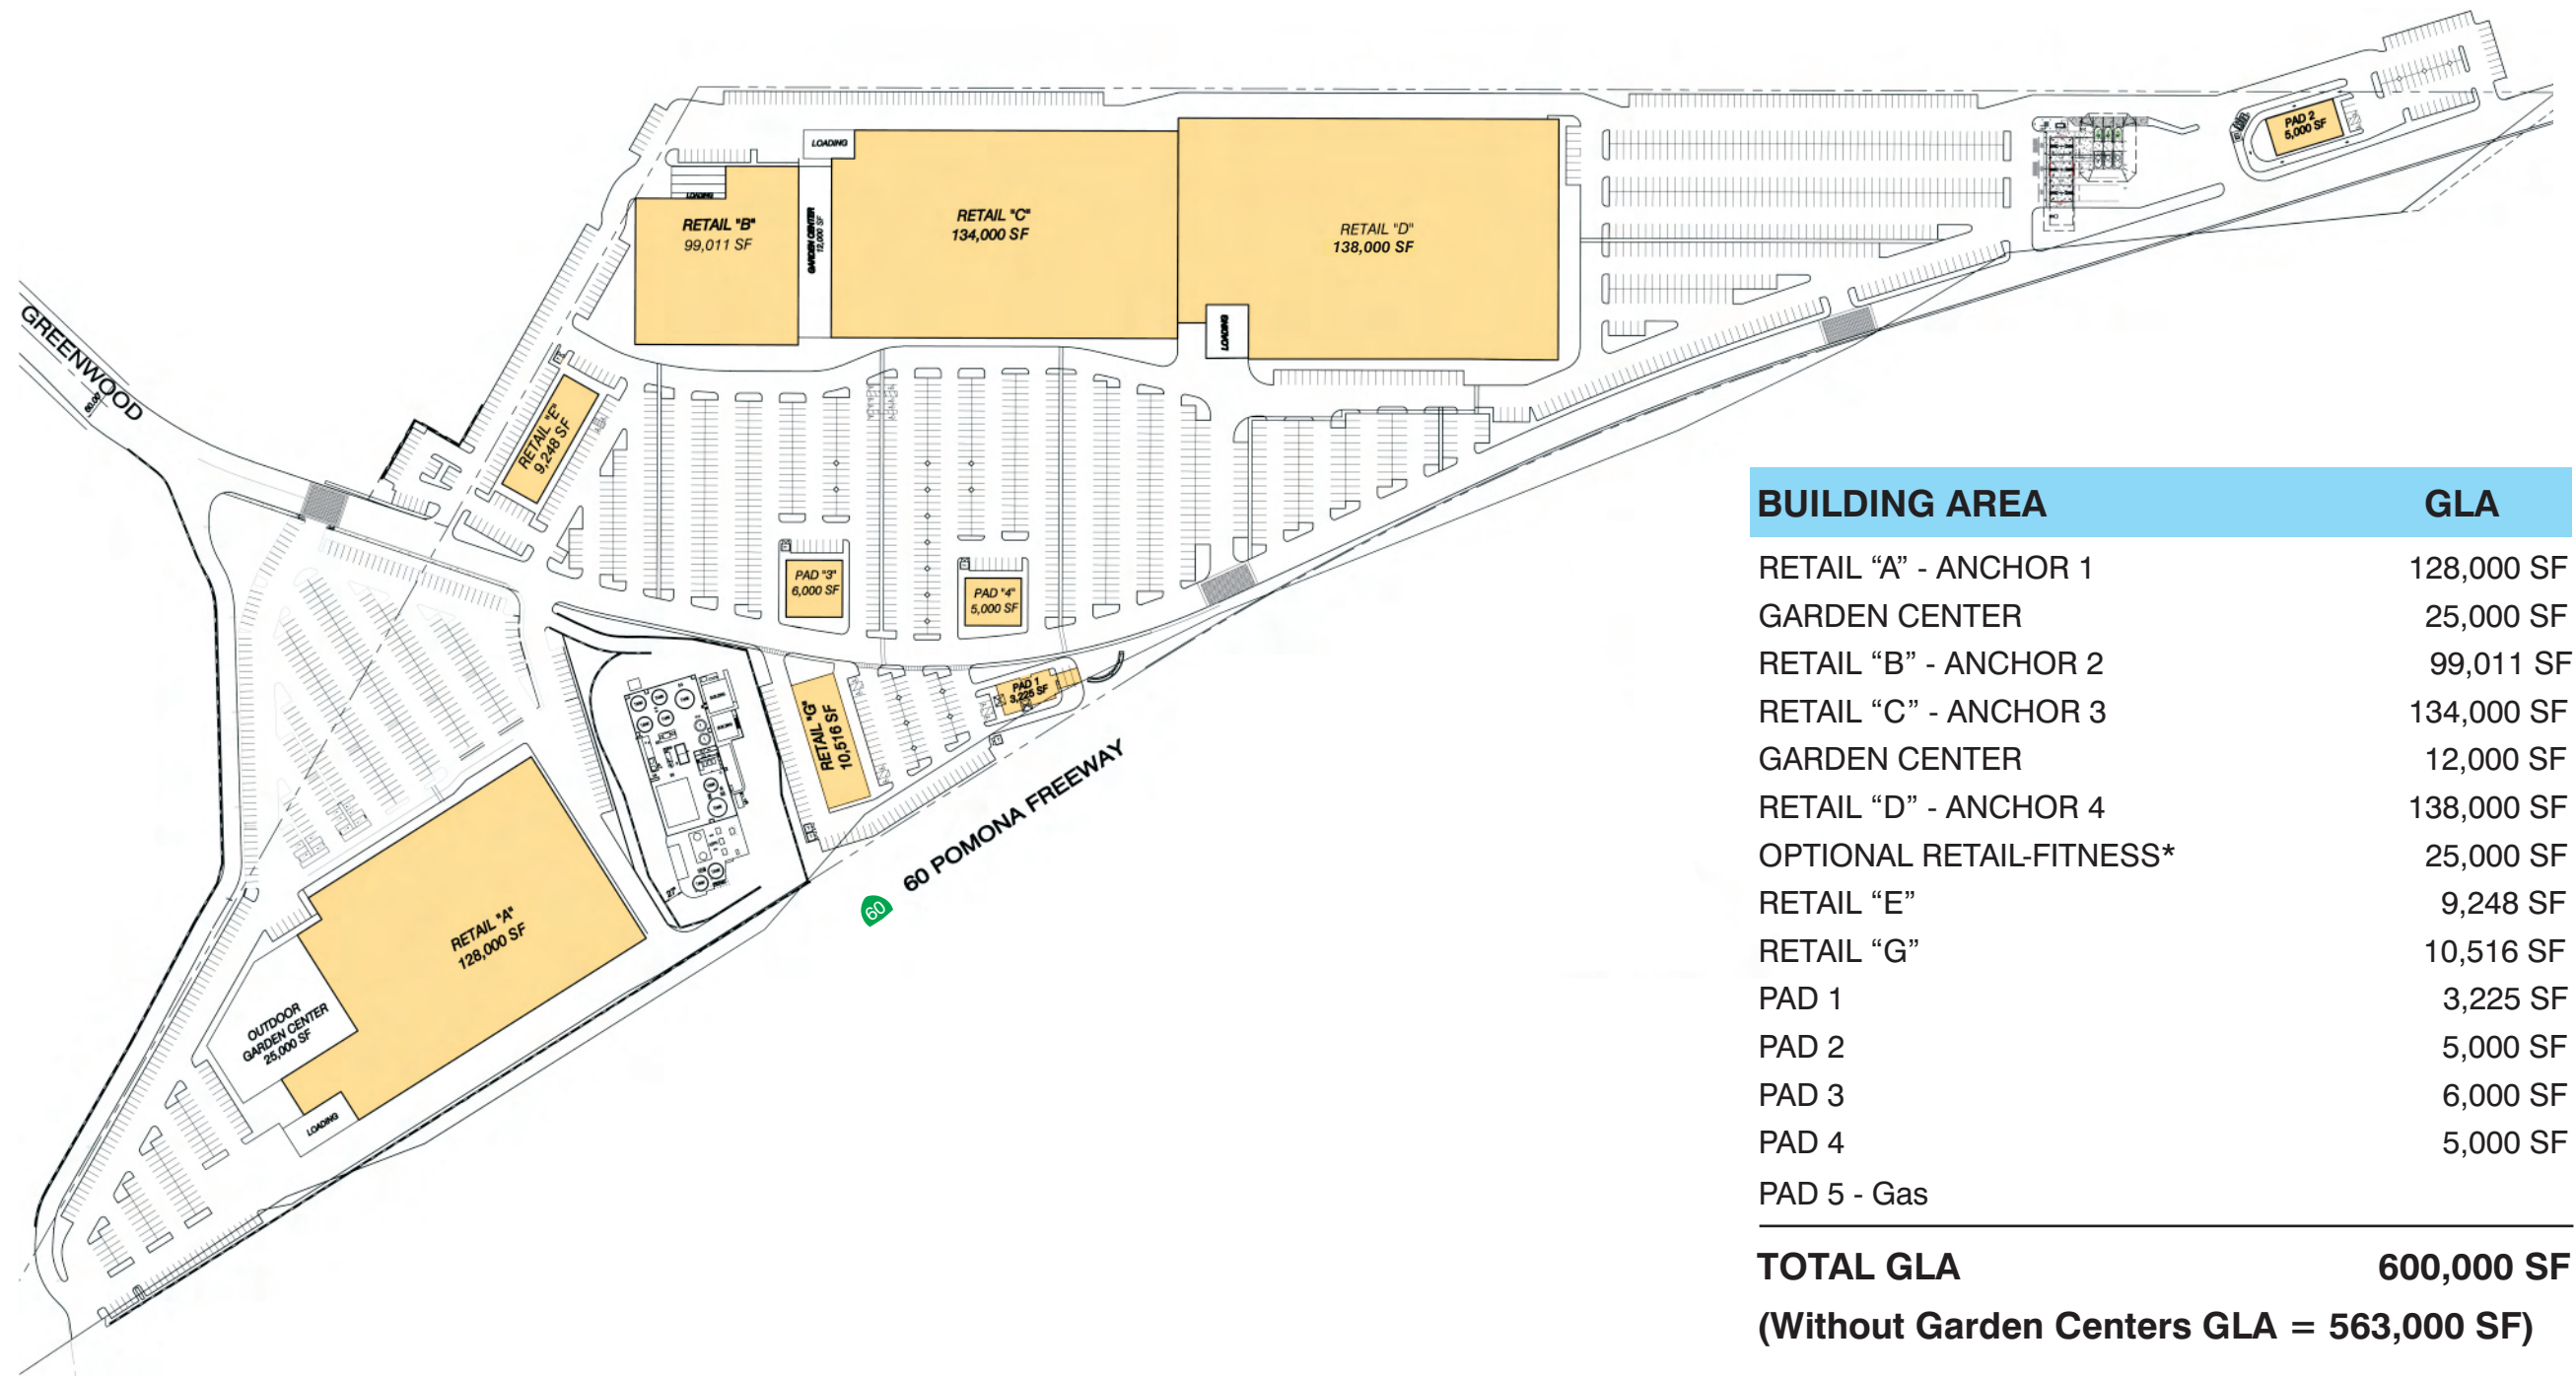 LOADING
LOADING
RETAIL "B"
99,011 SF
GARDEN CENTER
12,000 SF
RETAIL "C"
134,000 SF
RETAIL "D"
138,000 SF
LOADING
PAD 2
5,000 SF
GREENWOOD
60.00'
RETAIL "E"
9,248 SF
PAD "3"
6,000 SF
PAD "4"
5,000 SF
PAD 1
3,225 SF
RETAIL "G"
10,516 SF
60 POMONA FREEWAY
60
RETAIL "A"
128,000 SF
OUTDOOR
GARDEN CENTER
25,000 SF
LOADING
BUILDING AREA GLA
RETAIL “A” - ANCHOR 1 128,000 SF
GARDEN CENTER 25,000 SF
RETAIL “B” - ANCHOR 2 99,011 SF
RETAIL “C” - ANCHOR 3 134,000 SF
GARDEN CENTER 12,000 SF
RETAIL “D” - ANCHOR 4 138,000 SF
OPTIONAL RETAIL-FITNESS* 25,000 SF
RETAIL “E” 9,248 SF
RETAIL “G” 10,516 SF
PAD 1 3,225 SF
PAD 2 5,000 SF
PAD 3 6,000 SF
PAD 4 5,000 SF
PAD 5 - Gas
TOTAL GLA 600,000 SF
(Without Garden Centers GLA = 563,000 SF)